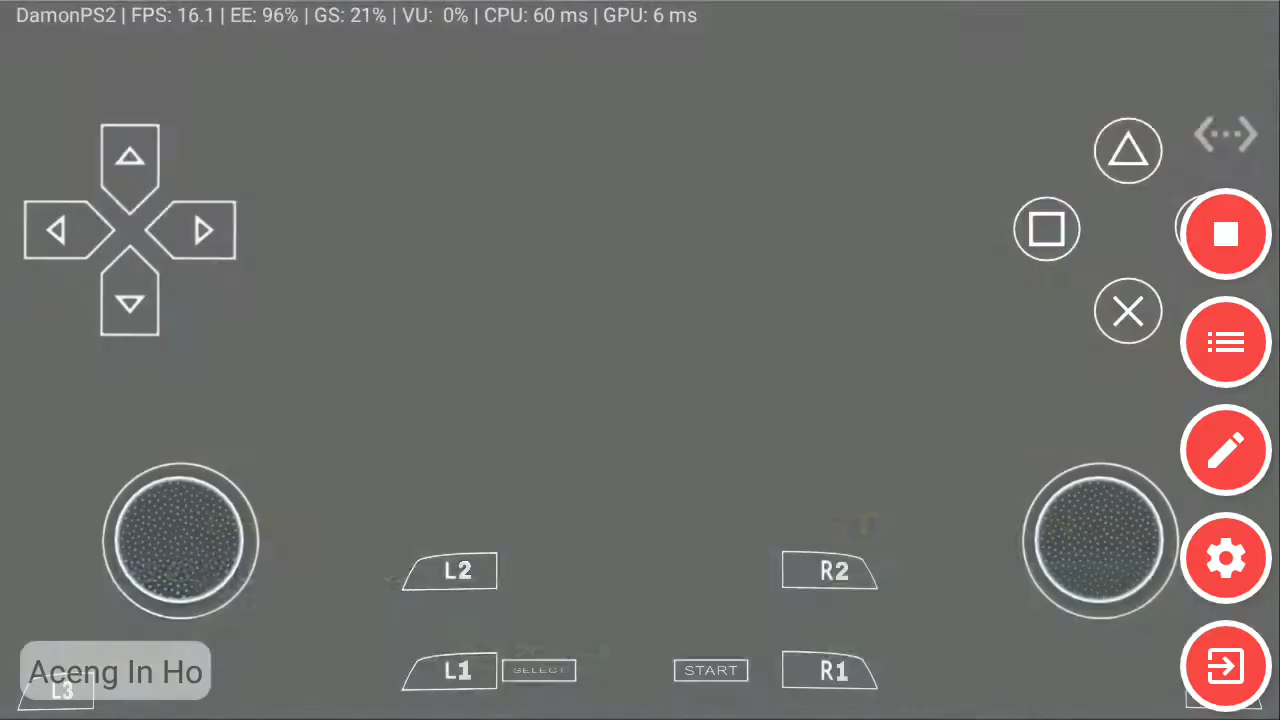 DamonPS2 | FPS: 16.1 | EE: 96% | GS: 21% | VU: 0% | CPU: 60 ms | GPU: 6 ms
L2
R2
L1
SELECT
START
R1
Aceng In Ho
L3